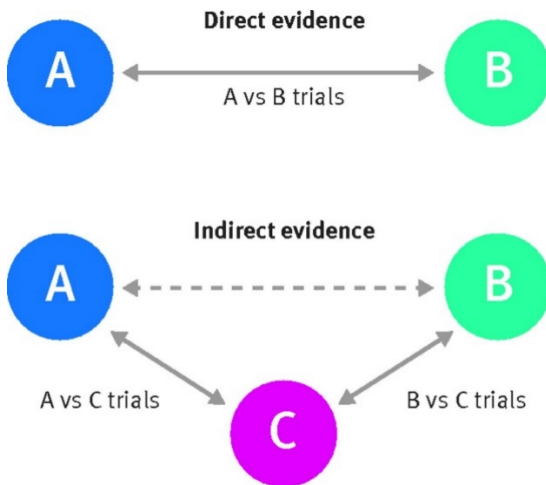 Direct evidence
A
B
A vs B trials
Indirect evidence
A
B
A vs C trials
B vs C trials
C